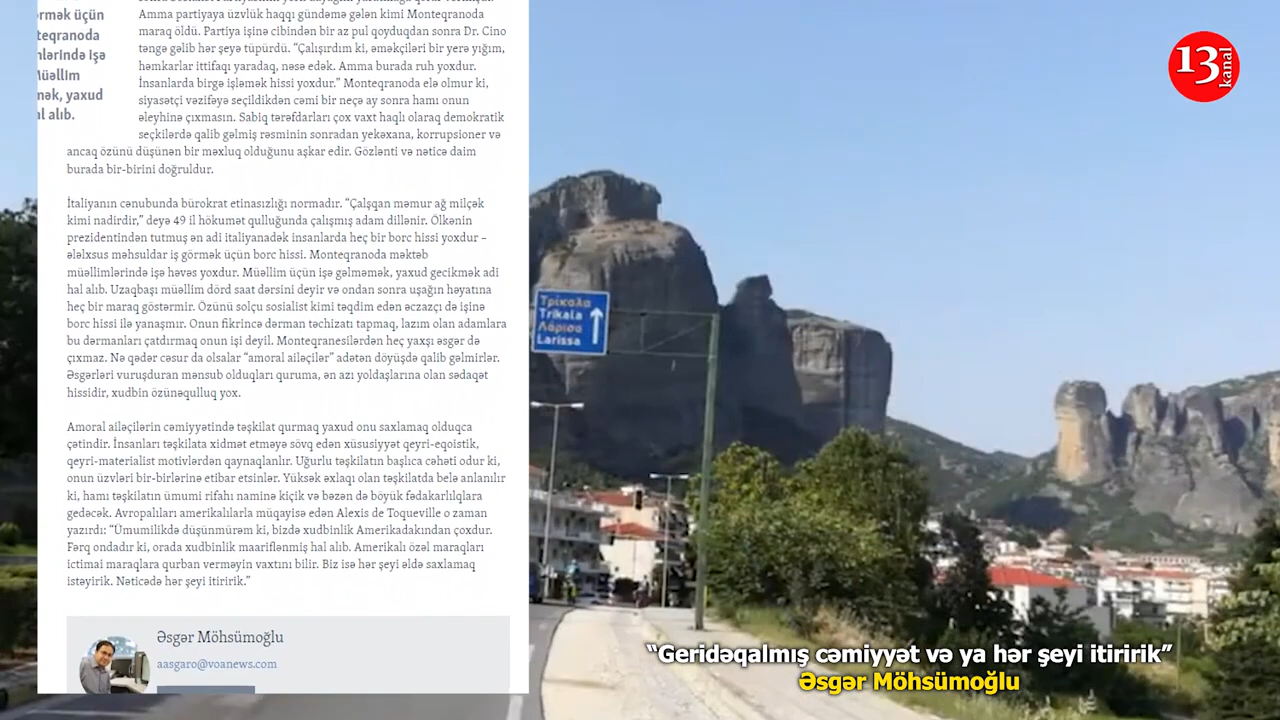 örmək üçün
teqranoda
nlərində işə
Müəllim
mək, yaxud
al alıb.
Amma partiyaya üzvlük haqqı gündəmə gələn kimi Monteqranoda
maraq öldü. Partiya işinə cibindən bir az pul qoyduqdan sonra Dr. Cino
təngə gəlib hər şeyə tüpürdü. “Çalışırdım ki, əməkçiləri bir yerə yığım,
həmkarlar ittifaqı yaradaq, nəsə edək. Amma burada ruh yoxdur.
İnsanlarda birgə işləmək hissi yoxdur.” Monteqranoda elə olmur ki,
siyasətçi vəzifəyə seçildikdən cəmi bir neçə ay sonra hamı onun
əleyhinə çıxmasın. Sabiq tərəfdarları çox vaxt haqlı olaraq demokratik
seçkilərdə qalib gəlmiş rəsminin sonradan yekəxana, korrupsioner və
ancaq özünü düşünən bir məxluq olduğunu aşkar edir. Gözlənti və nəticə daim
burada bir-birini doğruldur.
İtaliyanın cənubunda bürokrat etinasızlığı normadır. “Çalşqan məmur ağ milçək
kimi nadirdir,” deyə 49 il hökumət qulluğunda çalışmış adam dillənir. Ölkənin
prezidentindən tutmuş ən adi italiyanadək insanlarda heç bir borc hissi yoxdur –
ələlxsus məhsuldar iş görmək üçün borc hissi. Monteqranoda məktəb
müəllimlərində işə həvəs yoxdur. Müəllim üçün işə gəlməmək, yaxud gecikmək adi
hal alıb. Uzaqbaşı müəllim dörd saat dərsini deyir və ondan sonra uşağın həyatına
heç bir maraq göstərmir. Özünü solçu sosialist kimi təqdim edən əczazçı də işinə
borc hissi ilə yanaşmır. Onun fikrincə dərman təchizatı tapmaq, lazım olan adamlara
bu dərmanları çatdırmaq onun işi deyil. Monteqranesilərdən heç yaxşı əsgər də
çıxmaz. Nə qədər cəsur da olsalar “amoral ailəçilər” adətən döyüşdə qalib gəlmirlər.
Əsgərləri vuruşduran mənsub olduqları quruma, ən azı yoldaşlarına olan sədaqət
hissidir, xudbin özünəqulluq yox.
Amoral ailəçilərin cəmiyyətində təşkilat qurmaq yaxud onu saxlamaq olduqca
çətindir. İnsanları təşkilata xidmət etməyə sövq edən xüsusiyyət qeyri-eqoistik,
qeyri-materialist motivlərdən qaynaqlanır. Uğurlu təşkilatın başlıca cəhəti odur ki,
onun üzvləri bir-birlərinə etibar etsinlər. Yüksək əxlaqı olan təşkilatda belə anlanılır
ki, hamı təşkilatın ümumi rifahı naminə kiçik və bəzən də böyük fədakarlılqlara
gedəcək. Avropalıları amerikalılarla müqayisə edən Alexis de Toqueville o zaman
yazırdı: “Ümumilikdə düşünmürəm ki, bizdə xudbinlik Amerikadakından çoxdur.
Fərq ondadır ki, orada xudbinlik maariflənmiş hal alıb. Amerikalı özəl maraqları
ictimai maraqlara qurban verməyin vaxtını bilir. Biz isə hər şeyi əldə saxlamaq
istəyirik. Nəticədə hər şeyi itiririk.”
Əsgər Möhsümoğlu
aasgaro@voanews.com
13
kanal
Τρίκαλα
Trikala
Λάρισα
Larissa
“Geridəqalmış cəmiyyət və ya hər şeyi itiririk”
Əsgər Möhsümoğlu